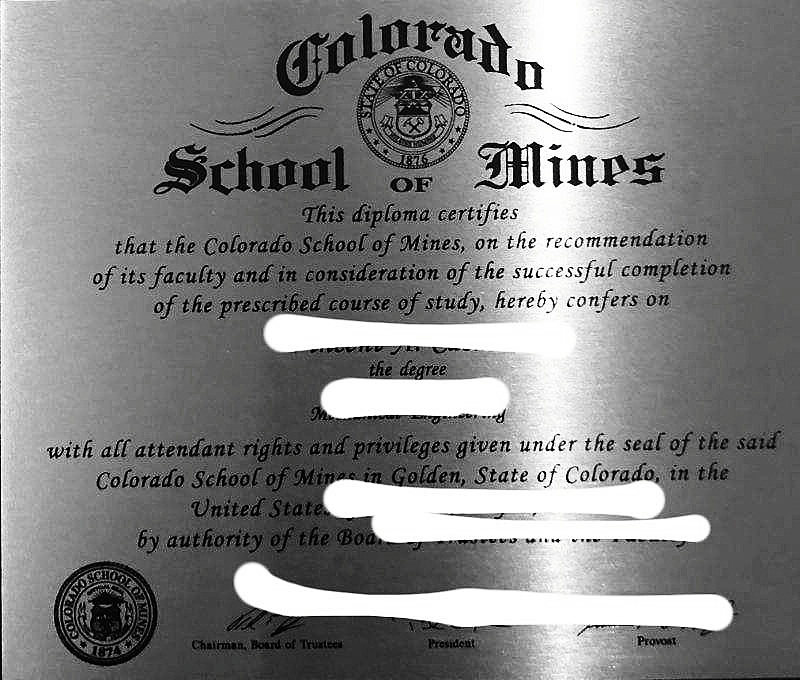 Colorado
STATE OF COLORADO
1876
School OF Mines
This diploma certifies
that the Colorado School of Mines, on the recommendation
of its faculty and in consideration of the successful completion
of the prescribed course of study, hereby confers on
the degree
with all attendant rights and privileges given under the seal of the said
Colorado School of Mines in Golden, State of Colorado, in the
United States
by authority of the Board of
COLORADO SCHOOL OF MINES
1874
Chairman, Board of Trustees
President
Provost